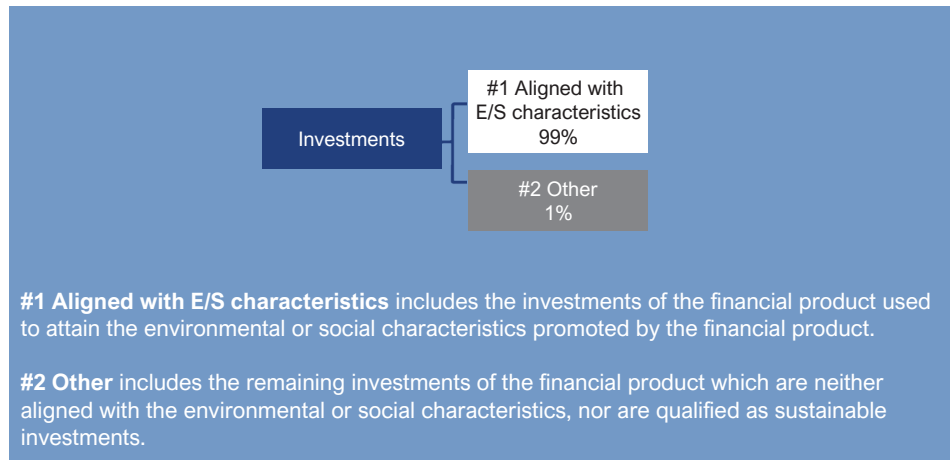 #1 Aligned with
E/S characteristics
99%
Investments
#2 Other
1%
#1 Aligned with E/S characteristics includes the investments of the financial product used
to attain the environmental or social characteristics promoted by the financial product.
#2 Other includes the remaining investments of the financial product which are neither
aligned with the environmental or social characteristics, nor are qualified as sustainable
investments.